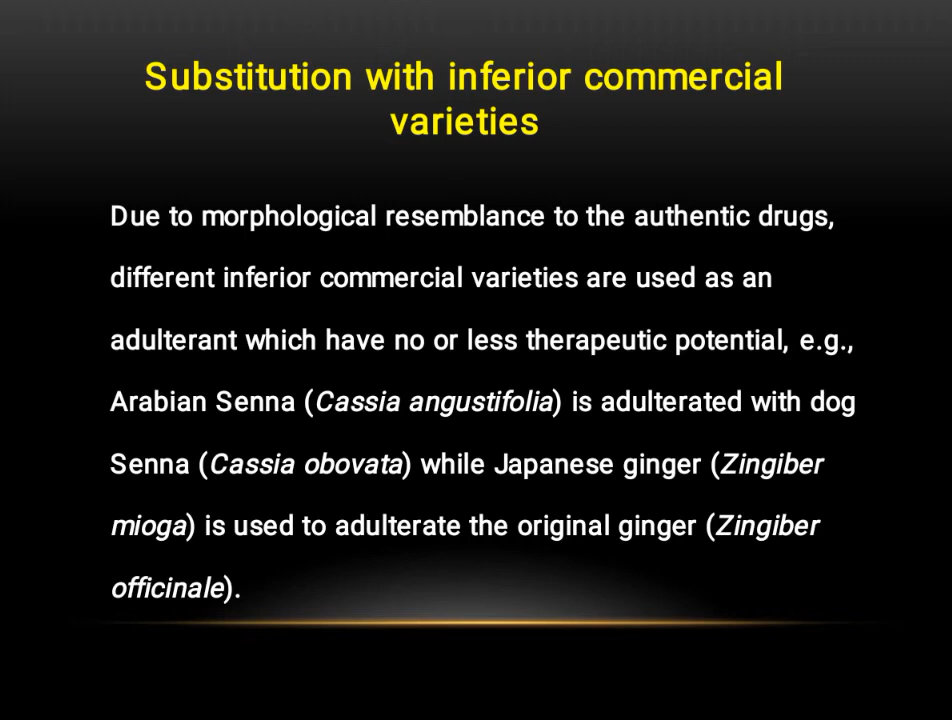 Substitution with inferior commercial
varieties
Due to morphological resemblance to the authentic drugs,
different inferior commercial varieties are used as an
adulterant which have no or less therapeutic potential, e.g.,
Arabian Senna (Cassia angustifolia) is adulterated with dog
Senna (Cassia obovata) while Japanese ginger (Zingiber
mioga) is used to adulterate the original ginger (Zingiber
officinale).